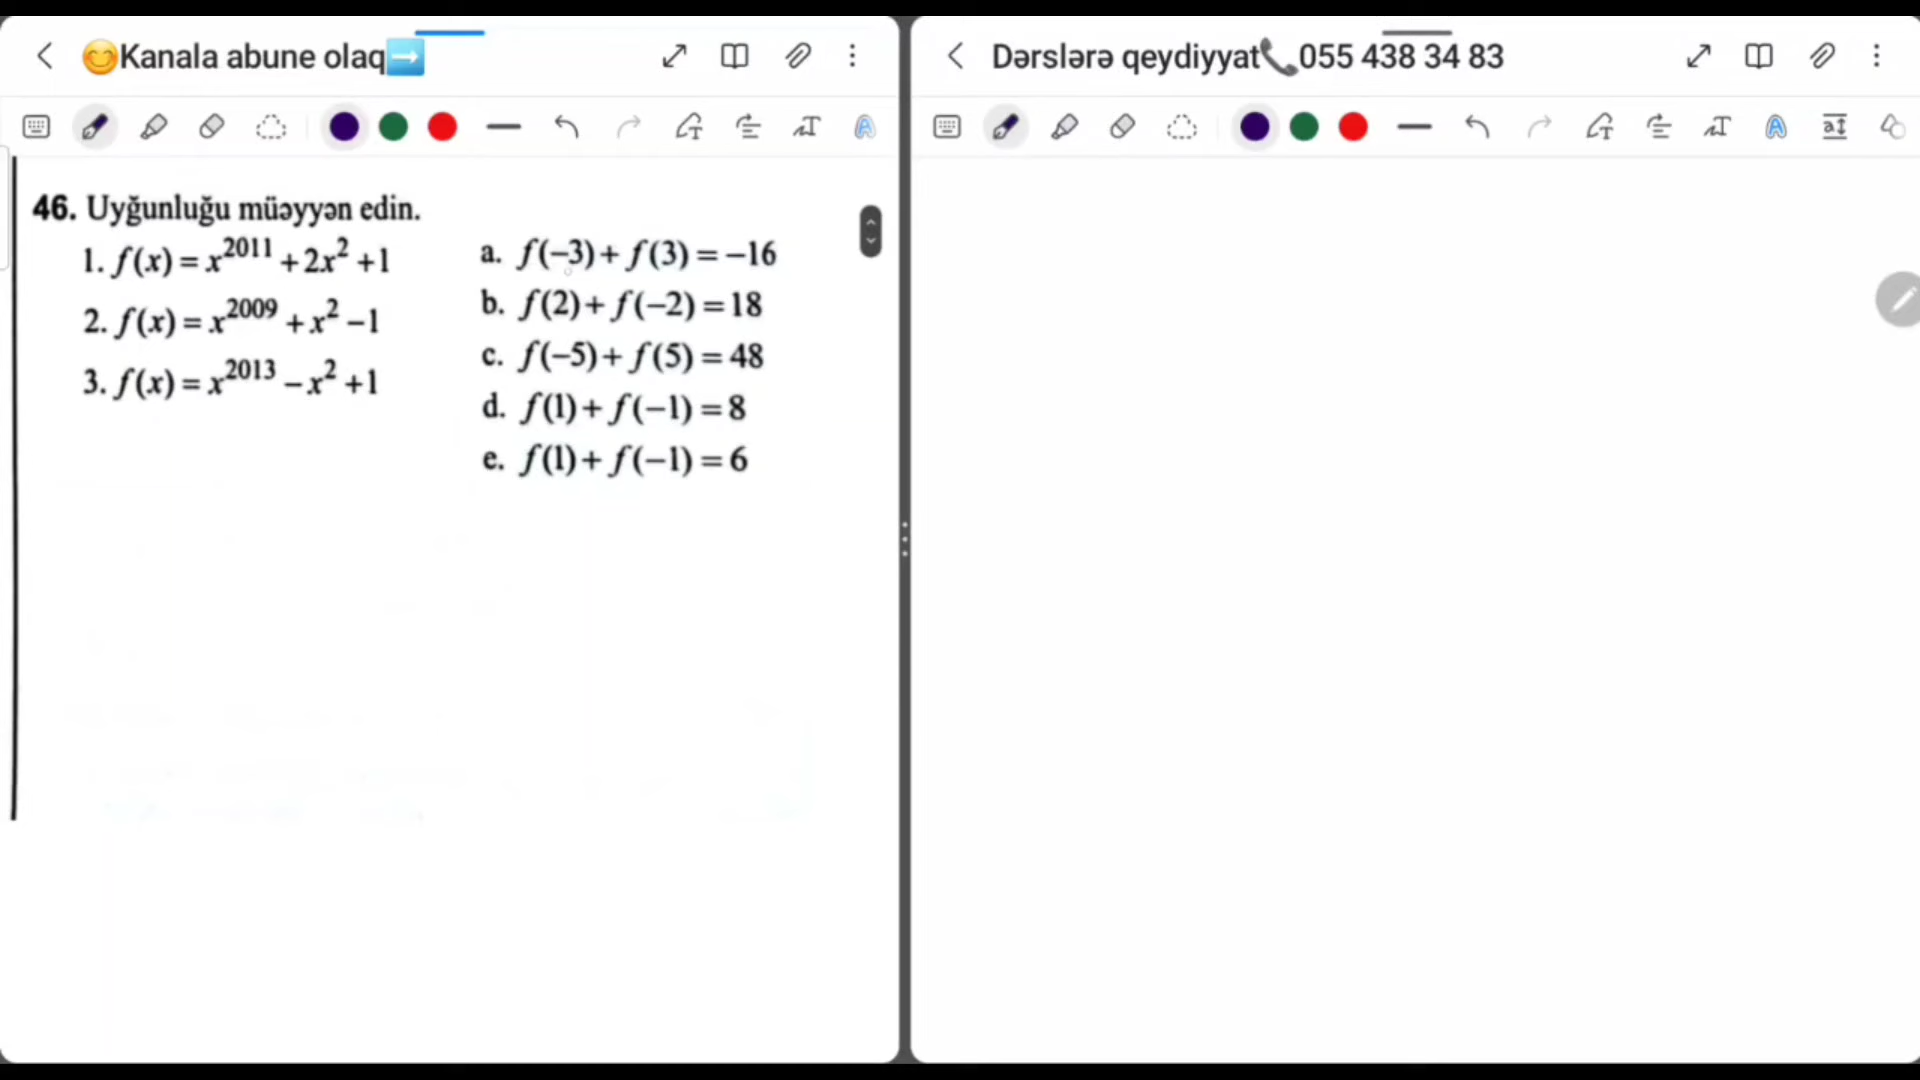 😊Kanala abune olaq➡️
Dərslərə qeydiyyat📞055 438 34 83
46. Uyğunluğu müəyyən edin.
1. f(x) = x^2011 + 2x^2 + 1
2. f(x) = x^2009 + x^2 − 1
3. f(x) = x^2013 − x^2 + 1
a. f(−3) + f(3) = −16
b. f(2) + f(−2) = 18
c. f(−5) + f(5) = 48
d. f(1) + f(−1) = 8
e. f(1) + f(−1) = 6